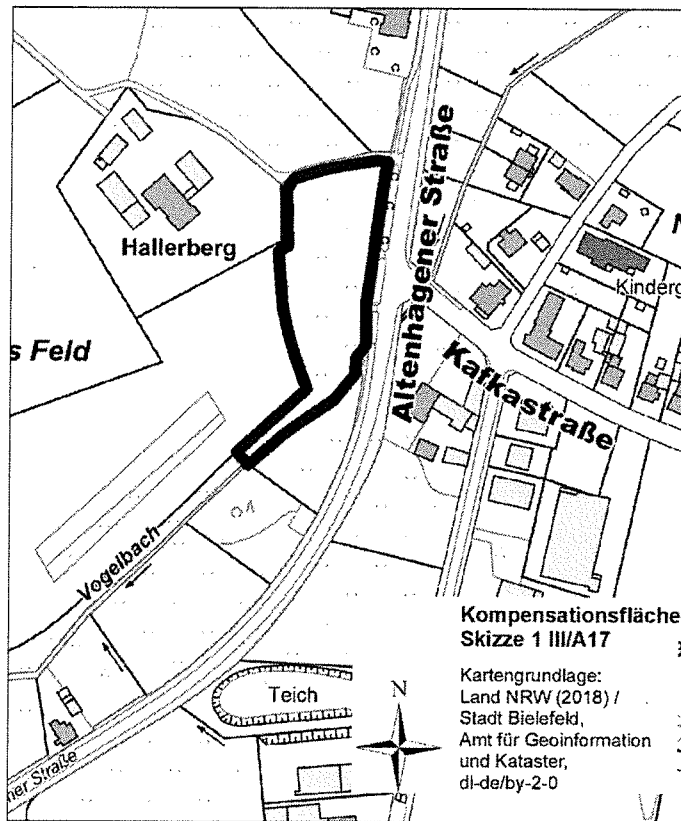 Altenhagener Straße
Hallerberg
Kinderg
s Feld
Kafkastraße
Vogelbach
Kompensationsfläche
Skizze 1 III/A17
Teich
N
Kartengrundlage:
Land NRW (2018) /
Stadt Bielefeld,
Amt für Geoinformation
und Kataster,
dl-de/by-2-0
ner Straße